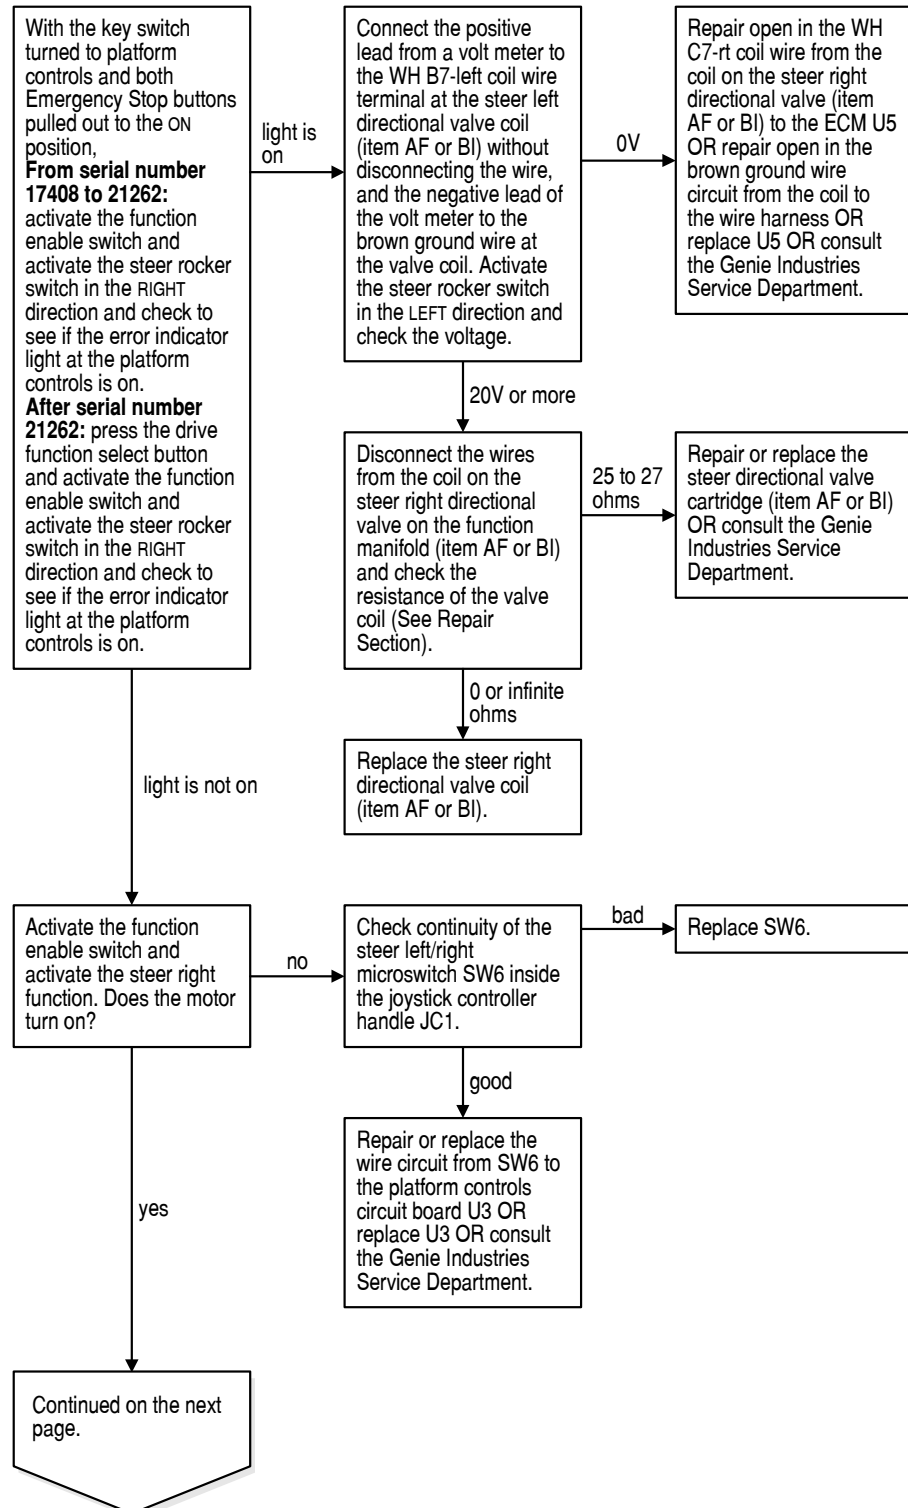 With the key switch
turned to platform
controls and both
Emergency Stop buttons
pulled out to the ON
position,
From serial number
17408 to 21262:
activate the function
enable switch and
activate the steer rocker
switch in the RIGHT
direction and check to
see if the error indicator
light at the platform
controls is on.
After serial number
21262: press the drive
function select button
and activate the function
enable switch and
activate the steer rocker
switch in the RIGHT
direction and check to
see if the error indicator
light at the platform
controls is on.
light is
on
Connect the positive
lead from a volt meter to
the WH B7-left coil wire
terminal at the steer left
directional valve coil
(item AF or BI) without
disconnecting the wire,
and the negative lead of
the volt meter to the
brown ground wire at
the valve coil. Activate
the steer rocker switch
in the LEFT direction and
check the voltage.
0V
Repair open in the WH
C7-rt coil wire from the
coil on the steer right
directional valve (item
AF or BI) to the ECM U5
OR repair open in the
brown ground wire
circuit from the coil to
the wire harness OR
replace U5 OR consult
the Genie Industries
Service Department.
20V or more
Disconnect the wires
from the coil on the
steer right directional
valve on the function
manifold (item AF or BI)
and check the
resistance of the valve
coil (See Repair
Section).
25 to 27
ohms
Repair or replace the
steer directional valve
cartridge (item AF or BI)
OR consult the Genie
Industries Service
Department.
0 or infinite
ohms
Replace the steer right
directional valve coil
(item AF or BI).
light is not on
Activate the function
enable switch and
activate the steer right
function. Does the motor
turn on?
no
Check continuity of the
steer left/right
microswitch SW6 inside
the joystick controller
handle JC1.
bad
Replace SW6.
good
Repair or replace the
wire circuit from SW6 to
the platform controls
circuit board U3 OR
replace U3 OR consult
the Genie Industries
Service Department.
yes
Continued on the next
page.